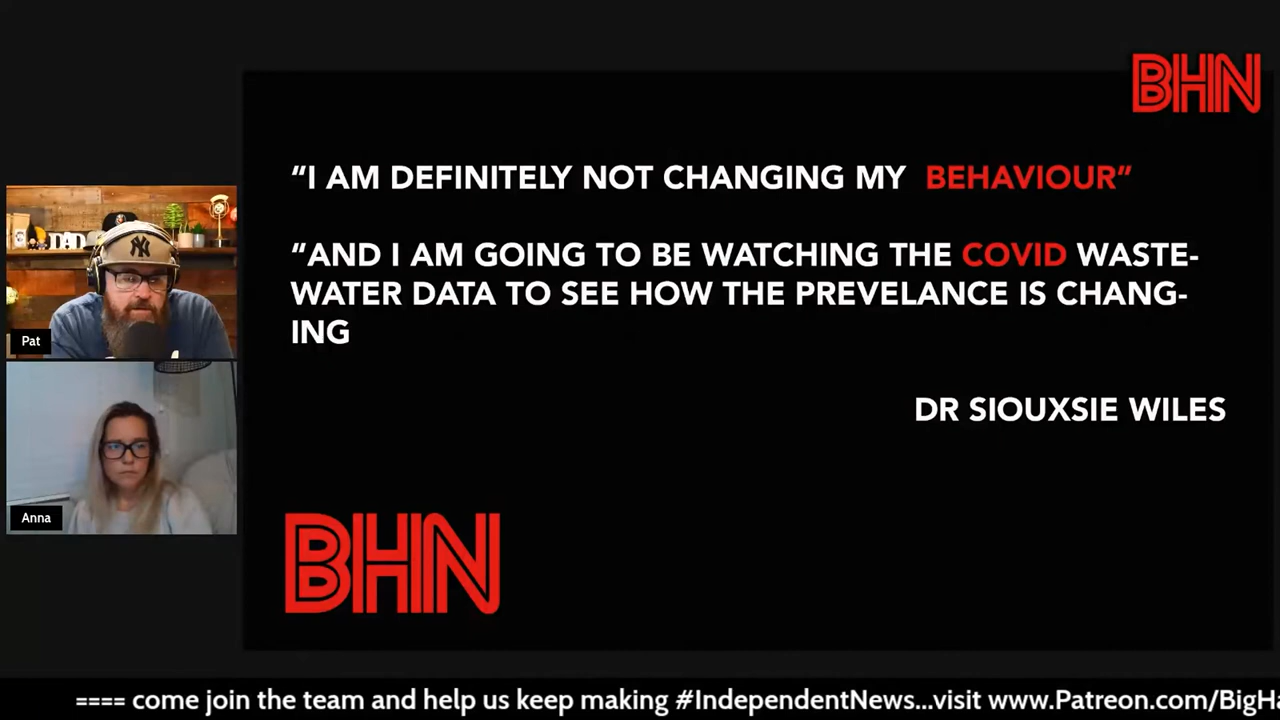 BHN
“I AM DEFINITELY NOT CHANGING MY BEHAVIOUR”
“AND I AM GOING TO BE WATCHING THE COVID WASTE-
WATER DATA TO SEE HOW THE PREVELANCE IS CHANG-
ING
DR SIOUXSIE WILES
BHN
DAD
NY
Pat
Anna
==== come join the team and help us keep making #IndependentNews...visit www.Patreon.com/BigHa